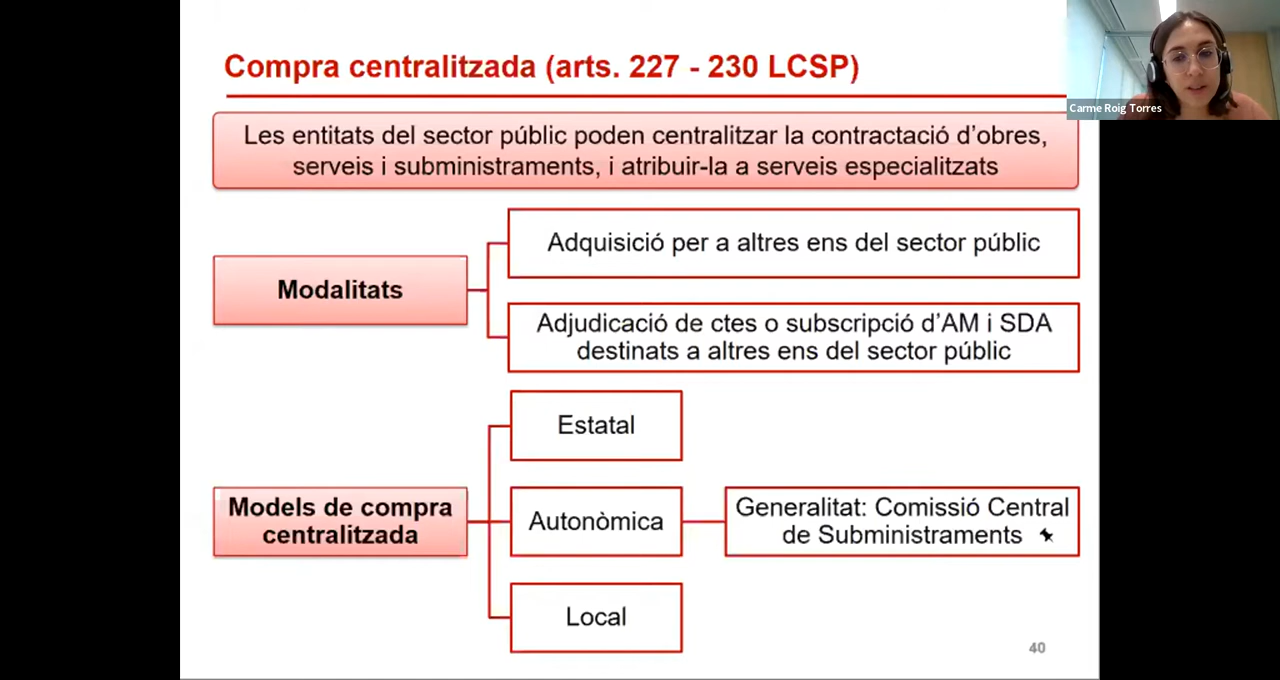 Compra centralitzada (arts. 227 - 230 LCSP)
Carme Roig Torres
Les entitats del sector públic poden centralitzar la contractació d'obres,
serveis i subministraments, i atribuir-la a serveis especialitzats
Modalitats
Adquisició per a altres ens del sector públic
Adjudicació de ctes o subscripció d'AM i SDA
destinats a altres ens del sector públic
Models de compra
centralitzada
Estatal
Autonòmica
Generalitat: Comissió Central
de Subministraments
Local
40